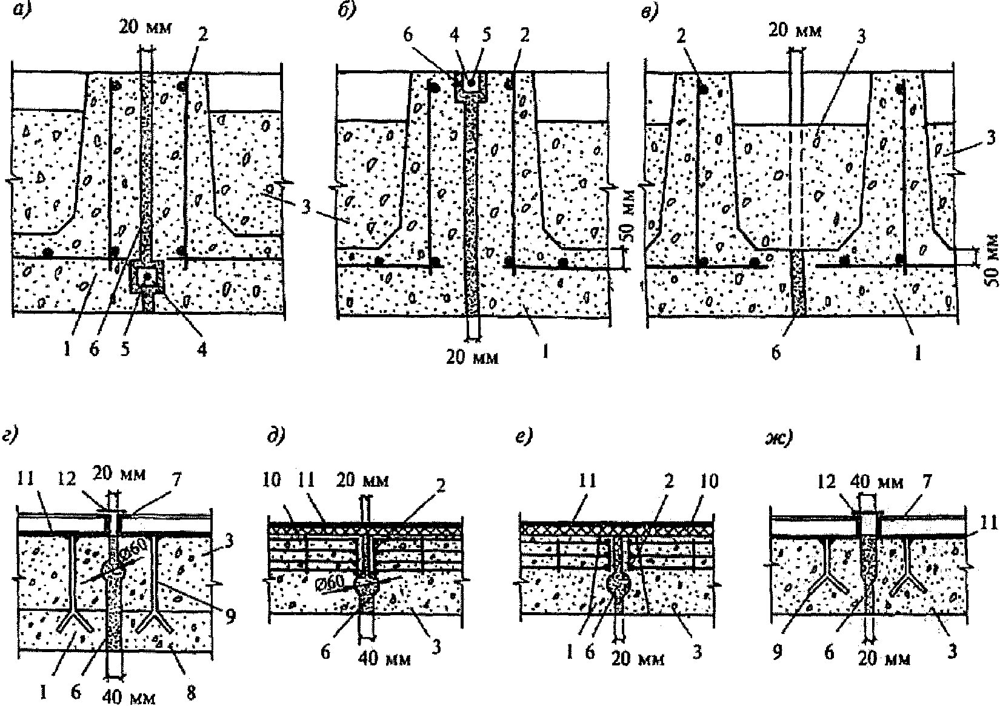 а) б) в)
20 мм 2 6 4 5 2 2 20 мм 3
3
3
50 мм
50 мм
1 6 5 4 20 мм 1 6 1
г) д) е) ж)
11 12 20 мм 7 10 11 20 мм 2 11 2 10 12 40 мм 7
11
3
Ø60
Ø60
9
1 6 40 мм 8 6 40 мм 3 1 6 20 мм 3 9 6 20 мм 3